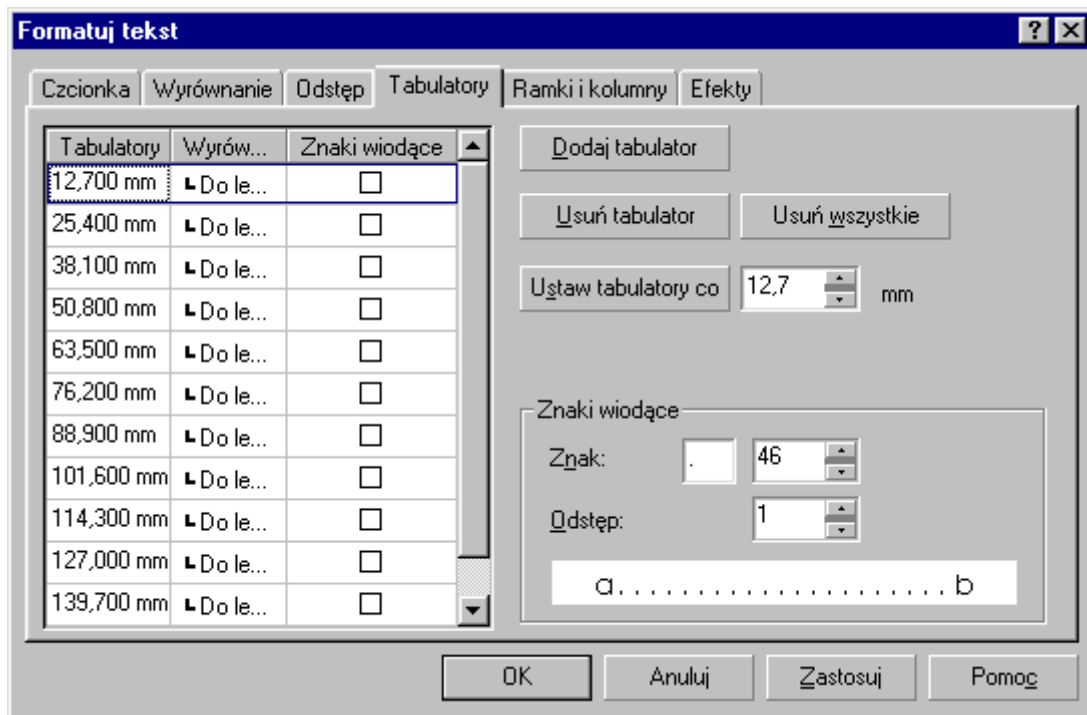 Formatuj tekst
Czcionka Wyrównanie Odstęp Tabulatory Ramki i kolumny Efekty
Tabulatory Wyrów... Znaki wiodące
12,700 mm Do le...
25,400 mm Do le...
38,100 mm Do le...
50,800 mm Do le...
63,500 mm Do le...
76,200 mm Do le...
88,900 mm Do le...
101,600 mm Do le...
114,300 mm Do le...
127,000 mm Do le...
139,700 mm Do le...
Dodaj tabulator
Usuń tabulator Usuń wszystkie
Ustaw tabulatory co 12,7 mm
Znaki wiodące
Znak: . 46
Odstęp: 1
a.....................b
OK Anuluj Zastosuj Pomoc